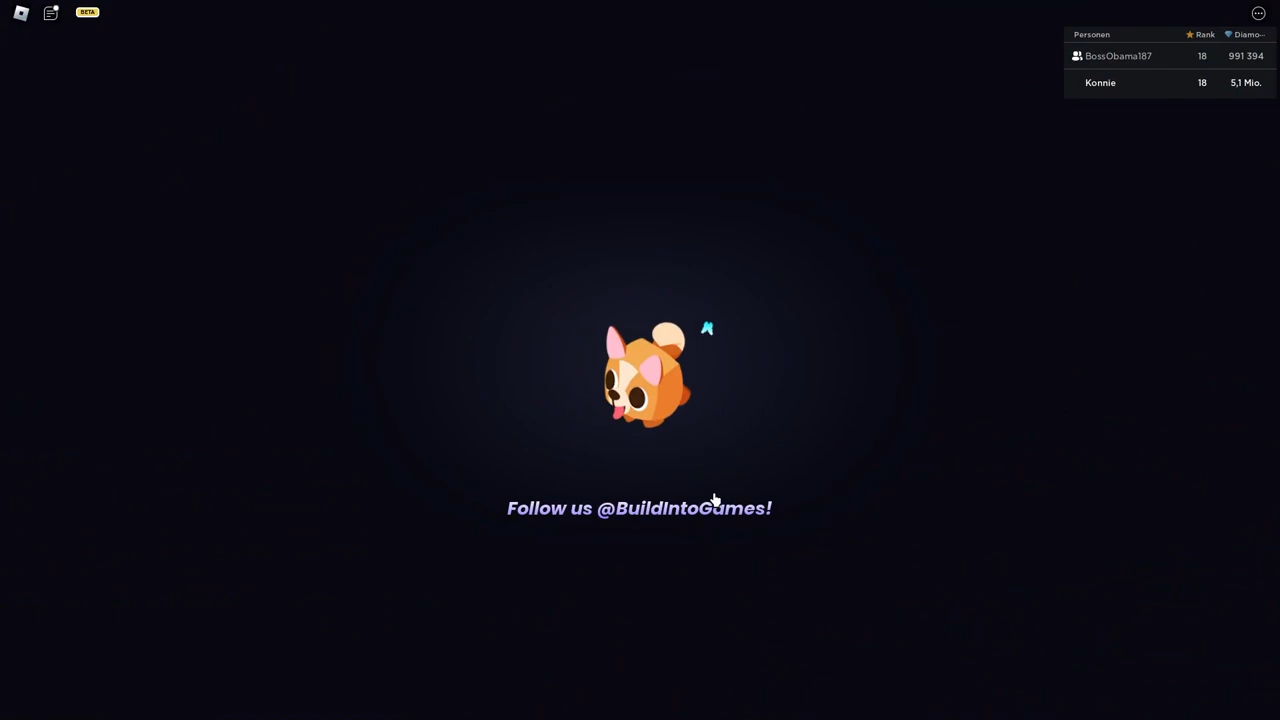 BETA
Personen Rank Diamo...
BossObama187 18 991 394
Konnie 18 5,1 Mio.
Follow us @BuildIntoGames!